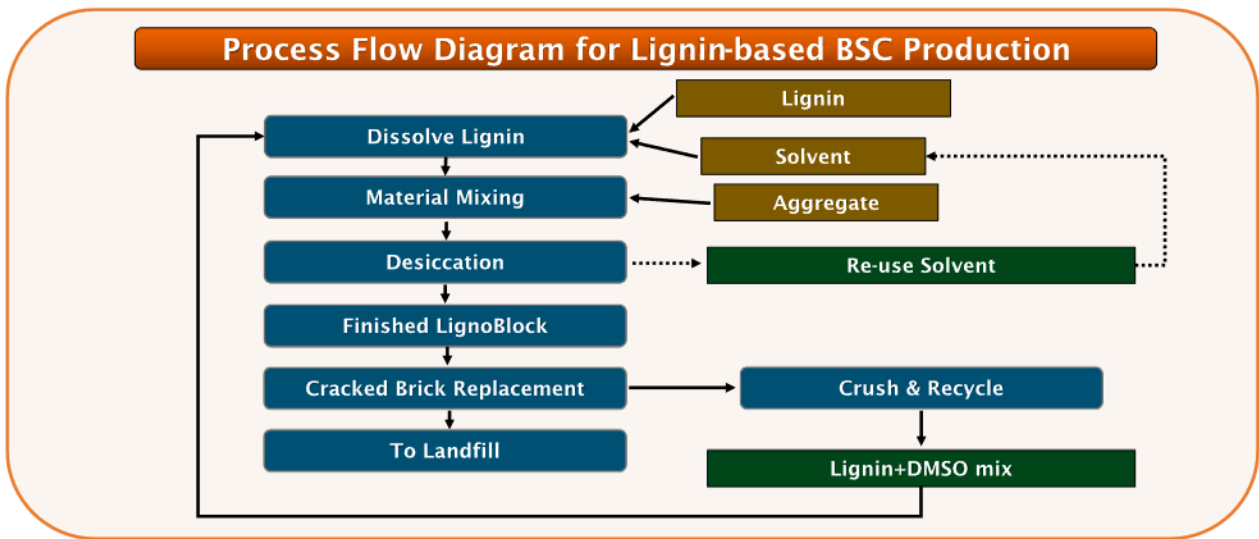 Process Flow Diagram for Lignin-based BSC Production
Lignin
Dissolve Lignin
Solvent
Material Mixing
Aggregate
Desiccation
Re-use Solvent
Finished LignoBlock
Cracked Brick Replacement
Crush & Recycle
To Landfill
Lignin+DMSO mix